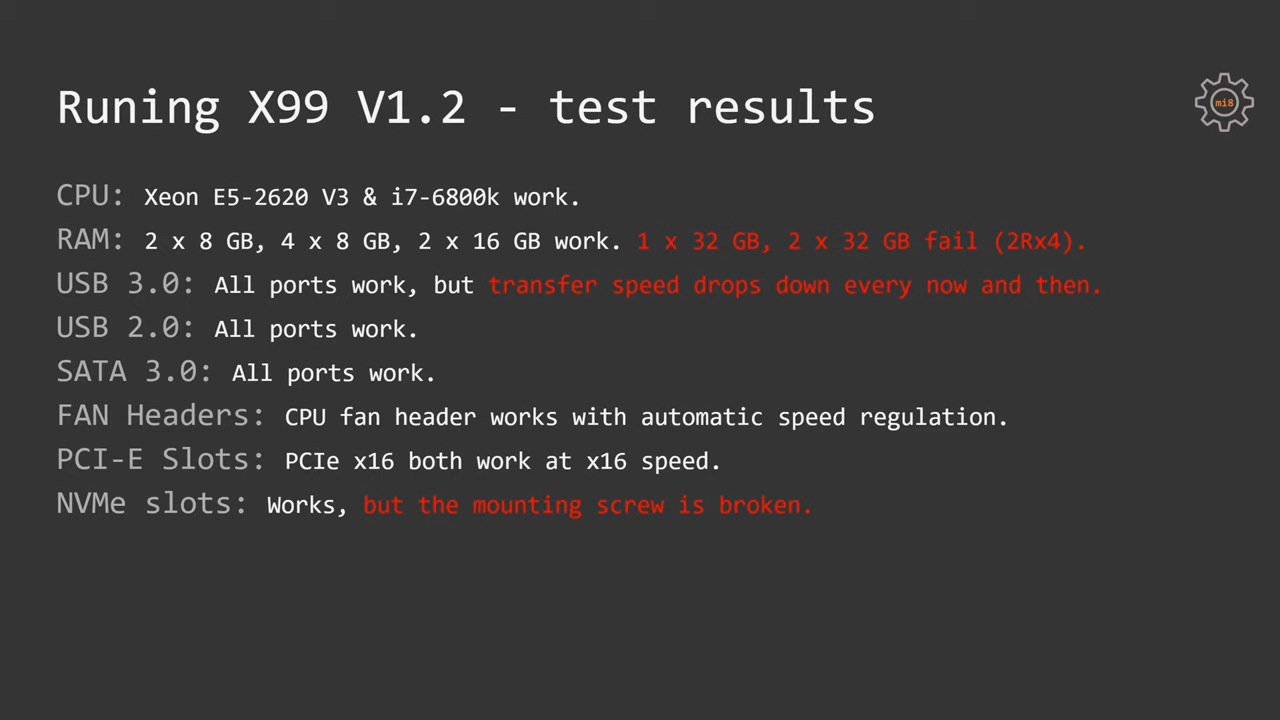 Runing X99 V1.2 - test results
mi8
CPU: Xeon E5-2620 V3 & i7-6800k work.
RAM: 2 x 8 GB, 4 x 8 GB, 2 x 16 GB work. 1 x 32 GB, 2 x 32 GB fail (2Rx4).
USB 3.0: All ports work, but transfer speed drops down every now and then.
USB 2.0: All ports work.
SATA 3.0: All ports work.
FAN Headers: CPU fan header works with automatic speed regulation.
PCI-E Slots: PCIe x16 both work at x16 speed.
NVMe slots: Works, but the mounting screw is broken.